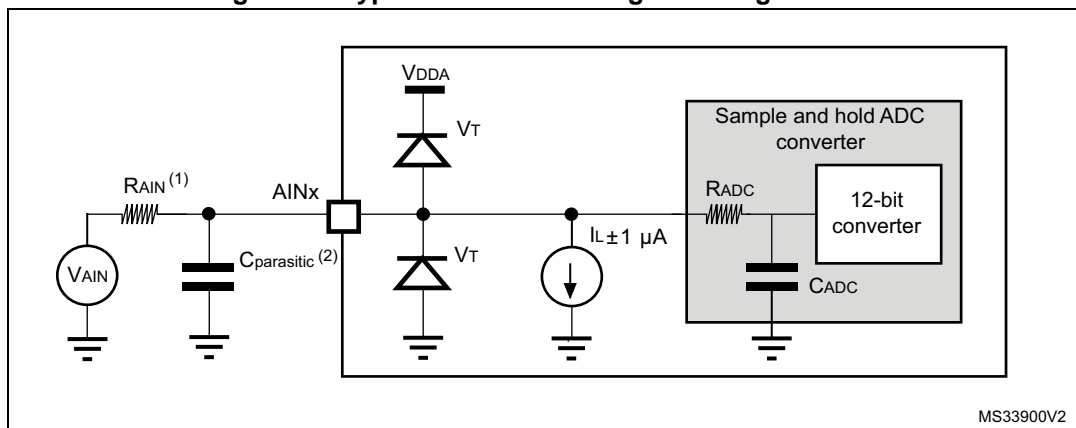 VDDA
VT
Sample and hold ADC
converter
RAIN (1)
AINx
RADC
12-bit
converter
IL±1 µA
VAIN
Cparasitic (2)
VT
CADC
MS33900V2